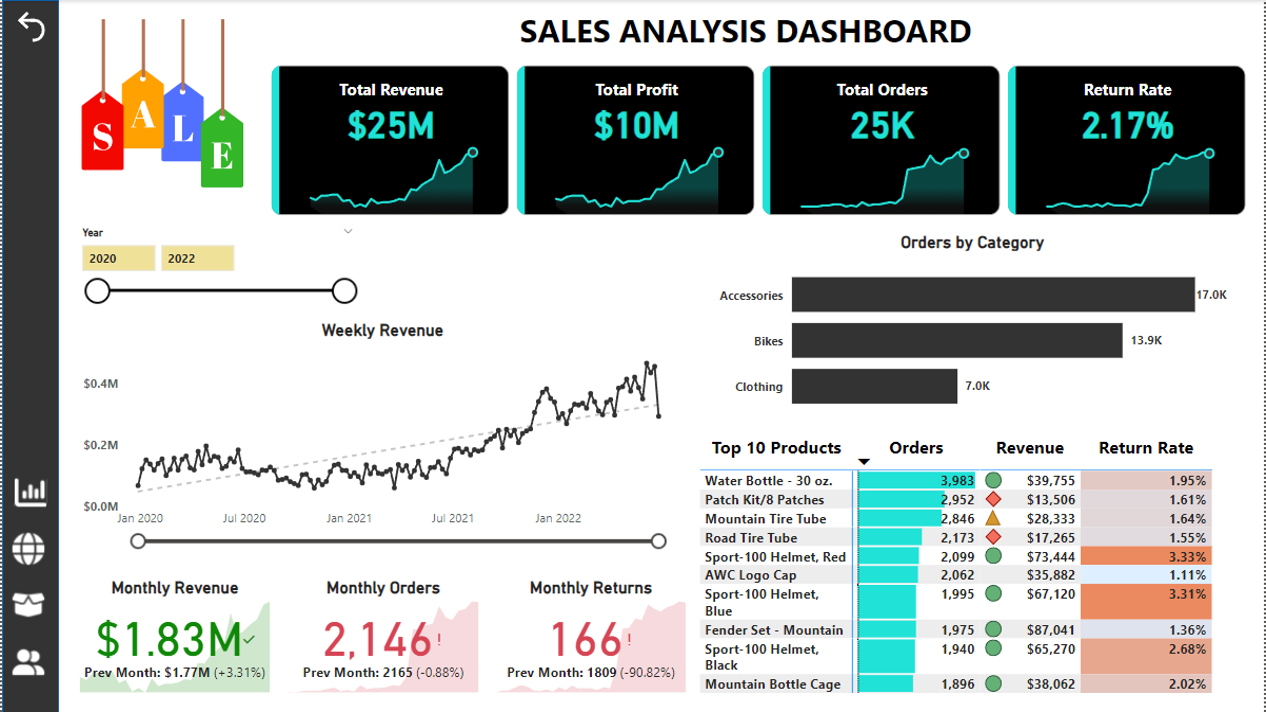 SALES ANALYSIS DASHBOARD
S A L E
Total Revenue
$25M
Total Profit
$10M
Total Orders
25K
Return Rate
2.17%
Year
2020 2022
Weekly Revenue
$0.4M
$0.2M
$0.0M
Jan 2020 Jul 2020 Jan 2021 Jul 2021 Jan 2022
Orders by Category
Accessories 17.0K
Bikes 13.9K
Clothing 7.0K
Monthly Revenue
$1.83M
Prev Month: $1.77M (+3.31%)
Monthly Orders
2,146!
Prev Month: 2165 (-0.88%)
Monthly Returns
166!
Prev Month: 1809 (-90.82%)
Top 10 Products Orders Revenue Return Rate
Water Bottle - 30 oz. 3,983 $39,755 1.95%
Patch Kit/8 Patches 2,952 $13,506 1.61%
Mountain Tire Tube 2,846 $28,333 1.64%
Road Tire Tube 2,173 $17,265 1.55%
Sport-100 Helmet, Red 2,099 $73,444 3.33%
AWC Logo Cap 2,062 $35,882 1.11%
Sport-100 Helmet, 1,995 $67,120 3.31%
Blue
Fender Set - Mountain 1,975 $87,041 1.36%
Sport-100 Helmet, 1,940 $65,270 2.68%
Black
Mountain Bottle Cage 1,896 $38,062 2.02%